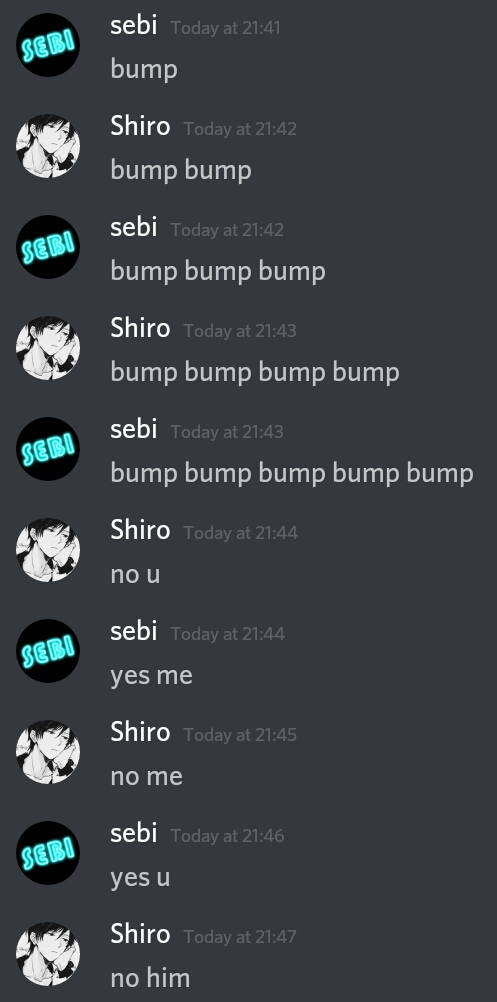 SEBI
sebi Today at 21:41
bump
Shiro Today at 21:42
bump bump
SEBI
sebi Today at 21:42
bump bump bump
Shiro Today at 21:43
bump bump bump bump
SEBI
sebi Today at 21:43
bump bump bump bump bump
Shiro Today at 21:44
no u
SEBI
sebi Today at 21:44
yes me
Shiro Today at 21:45
no me
SEBI
sebi Today at 21:46
yes u
Shiro Today at 21:47
no him